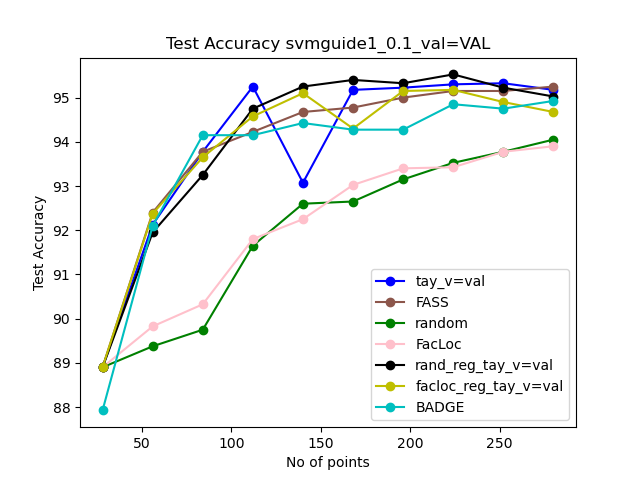 Test Accuracy svmguide1_0.1_val=VAL
Test Accuracy
95
94
93
92
91
90
89
88
50
100
150
200
250
No of points
tay_v=val
FASS
random
FacLoc
rand_reg_tay_v=val
facloc_reg_tay_v=val
BADGE